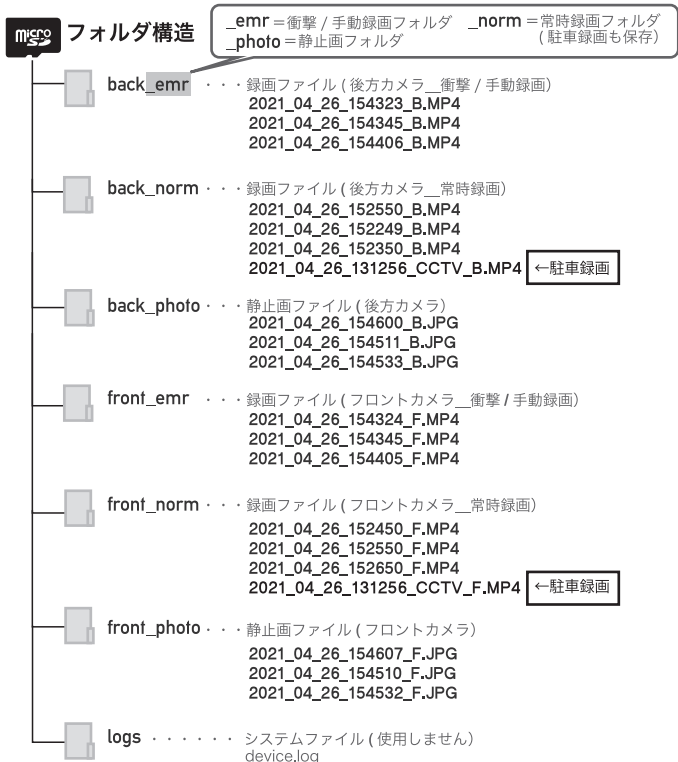 micro SD フォルダ構造
_emr＝衝撃 / 手動録画フォルダ _norm＝常時録画フォルダ
_photo＝静止画フォルダ ( 駐車録画も保存）
back_emr ・・・録画ファイル ( 後方カメラ__衝撃 / 手動録画）
2021_04_26_154323_B.MP4
2021_04_26_154345_B.MP4
2021_04_26_154406_B.MP4
back_norm・・・録画ファイル ( 後方カメラ__常時録画）
2021_04_26_152550_B.MP4
2021_04_26_152249_B.MP4
2021_04_26_152350_B.MP4
2021_04_26_131256_CCTV_B.MP4 ←駐車録画
back_photo・・・静止画ファイル ( 後方カメラ）
2021_04_26_154600_B.JPG
2021_04_26_154511_B.JPG
2021_04_26_154533_B.JPG
front_emr ・・・録画ファイル ( フロントカメラ__衝撃 / 手動録画）
2021_04_26_154324_F.MP4
2021_04_26_154345_F.MP4
2021_04_26_154405_F.MP4
front_norm・・・録画ファイル ( フロントカメラ__常時録画）
2021_04_26_152450_F.MP4
2021_04_26_152550_F.MP4
2021_04_26_152650_F.MP4
2021_04_26_131256_CCTV_F.MP4 ←駐車録画
front_photo・・・静止画ファイル ( フロントカメラ）
2021_04_26_154607_F.JPG
2021_04_26_154510_F.JPG
2021_04_26_154532_F.JPG
logs ・・・・・・ システムファイル ( 使用しません）
device.log